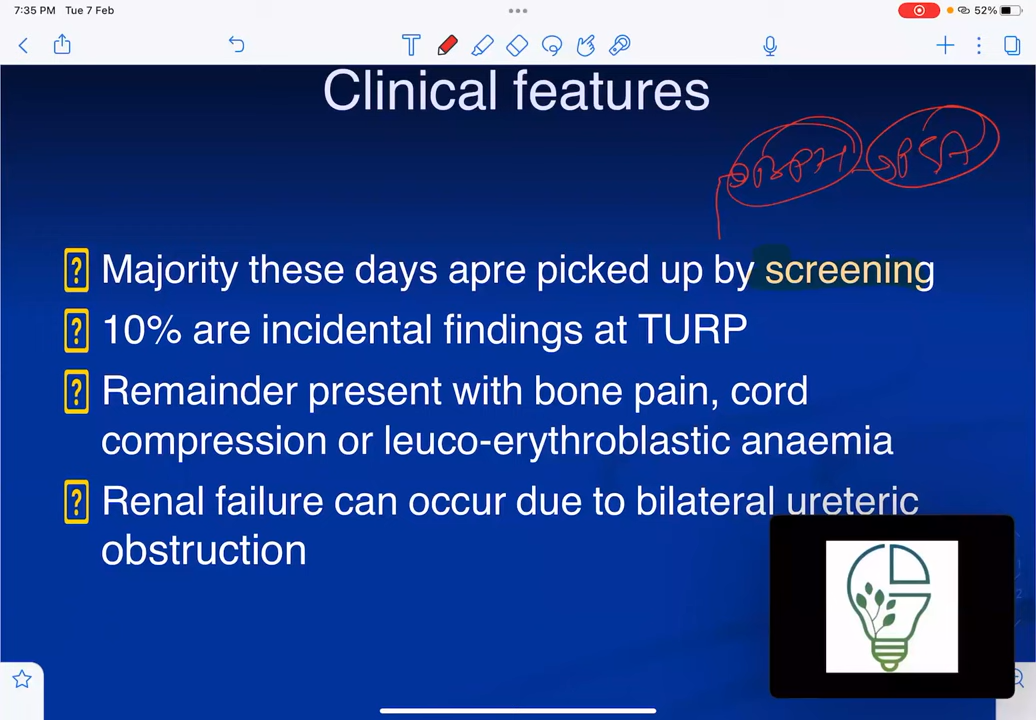 7:35 PM Tue 7 Feb
52%
Clinical features
BPH PSA
Majority these days apre picked up by screening
10% are incidental findings at TURP
Remainder present with bone pain, cord
compression or leuco-erythroblastic anaemia
Renal failure can occur due to bilateral ureteric
obstruction